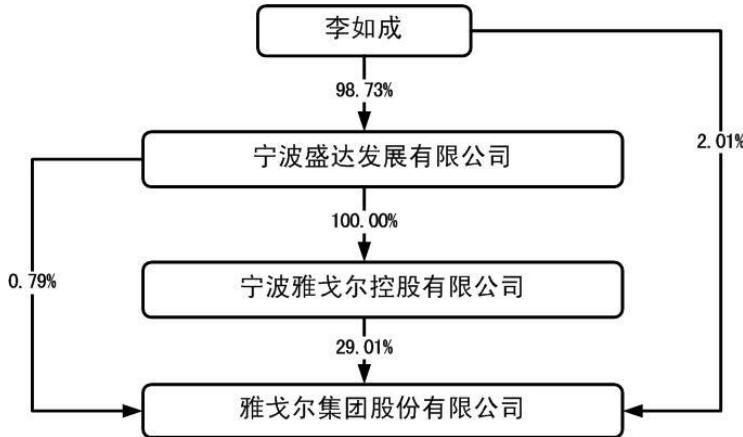 李如成
98.73%
2.01%
宁波盛达发展有限公司
100.00%
0.79%
宁波雅戈尔控股有限公司
29.01%
雅戈尔集团股份有限公司